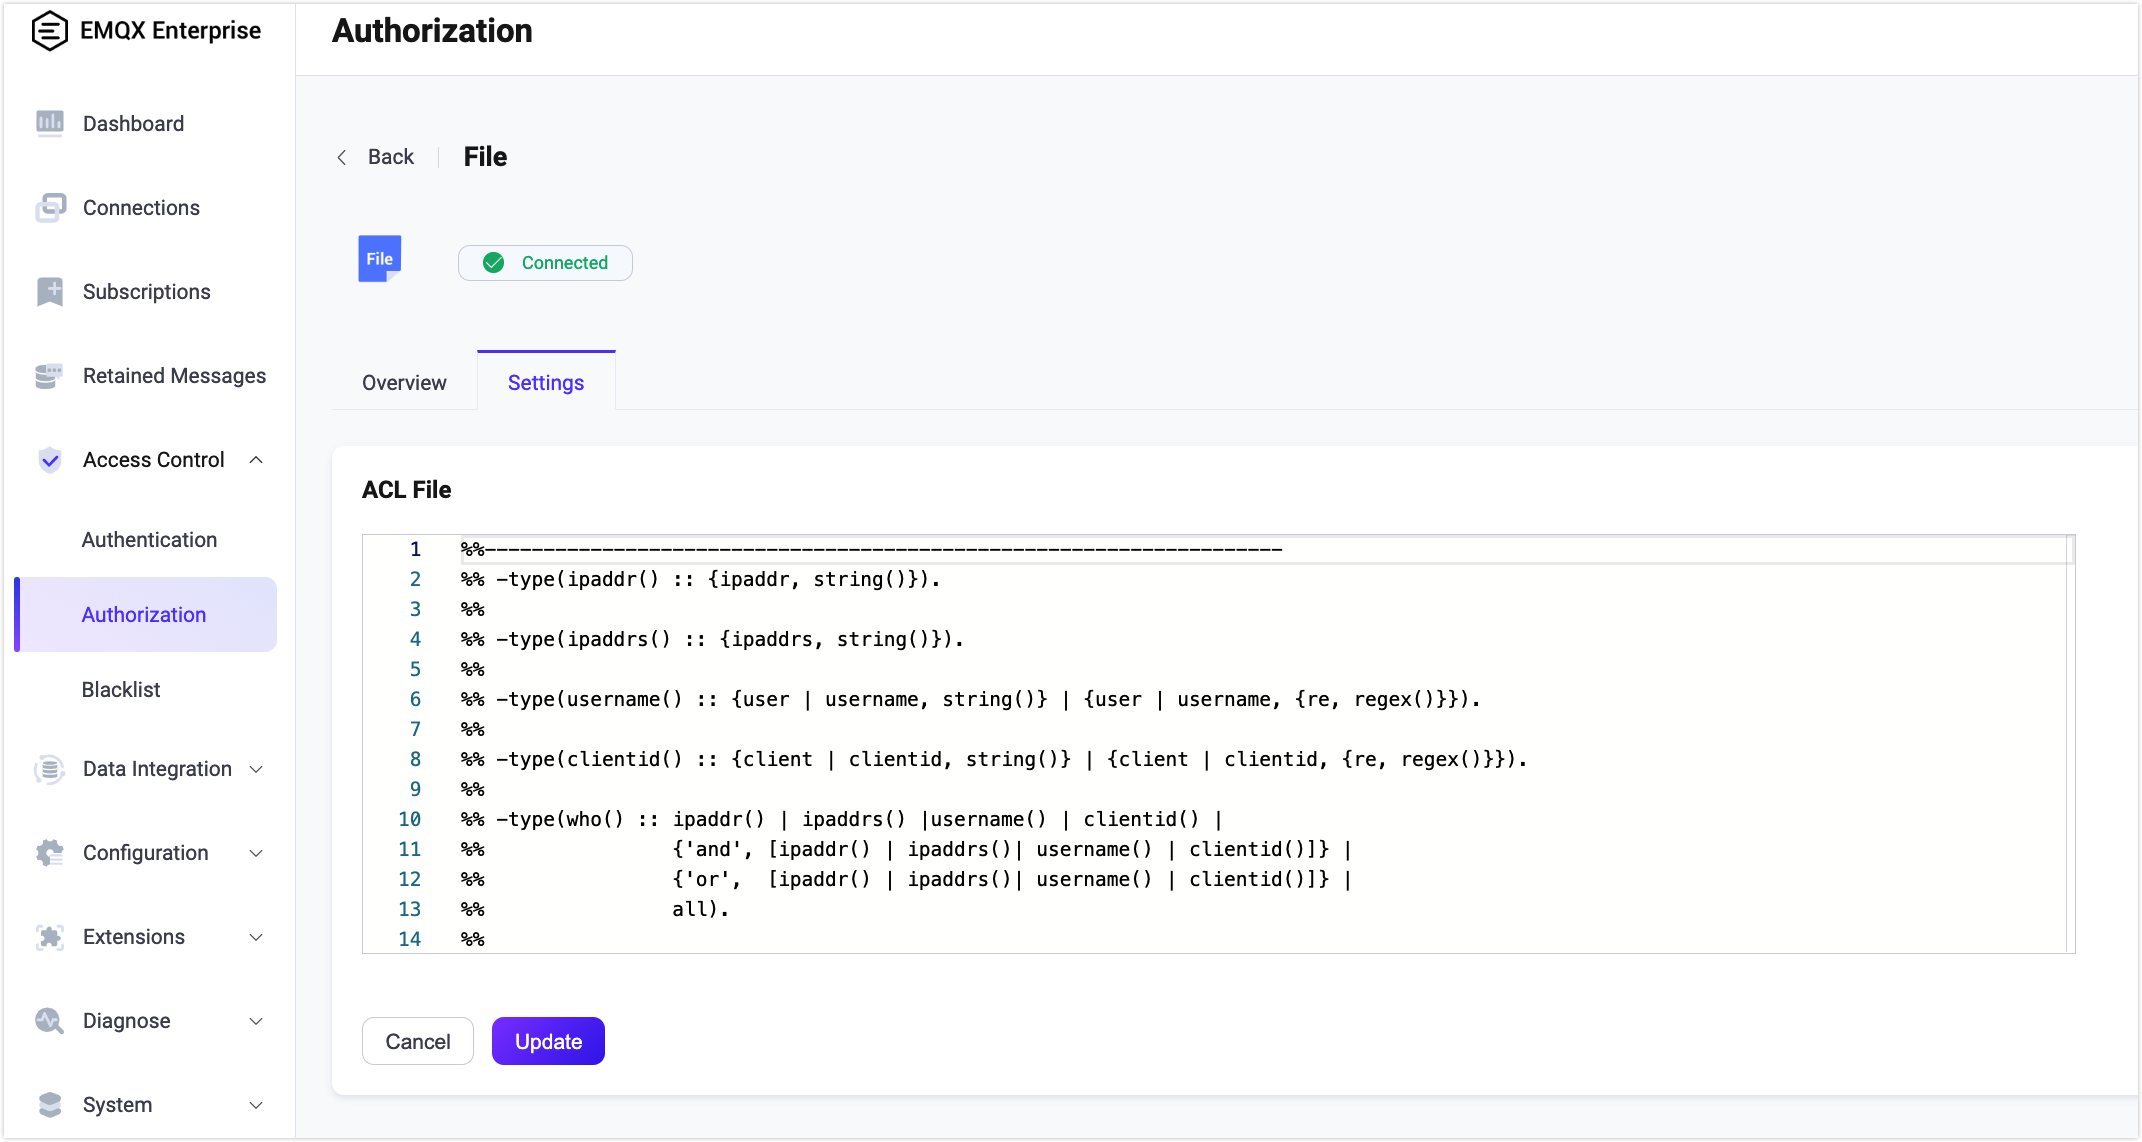 EMQX Enterprise
Dashboard
Connections
Subscriptions
Retained Messages
Access Control
Authentication
Authorization
Blacklist
Data Integration
Configuration
Extensions
Diagnose
System
Authorization
Back
File
File
Connected
Overview
Settings
ACL File
1 %%--------------------------------------------------------------------
2 %% -type(ipaddr() :: {ipaddr, string()}).
3 %%
4 %% -type(ipaddrs() :: {ipaddrs, string()}).
5 %%
6 %% -type(username() :: {user | username, string()} | {user | username, {re, regex()}}).
7 %%
8 %% -type(clientid() :: {client | clientid, string()} | {client | clientid, {re, regex()}}).
9 %%
10 %% -type(who() :: ipaddr() | ipaddrs() |username() | clientid() |
11 %%                {'and', [ipaddr() | ipaddrs()| username() | clientid()]} |
12 %%                {'or',  [ipaddr() | ipaddrs()| username() | clientid()]} |
13 %%                all).
14 %%
Cancel
Update